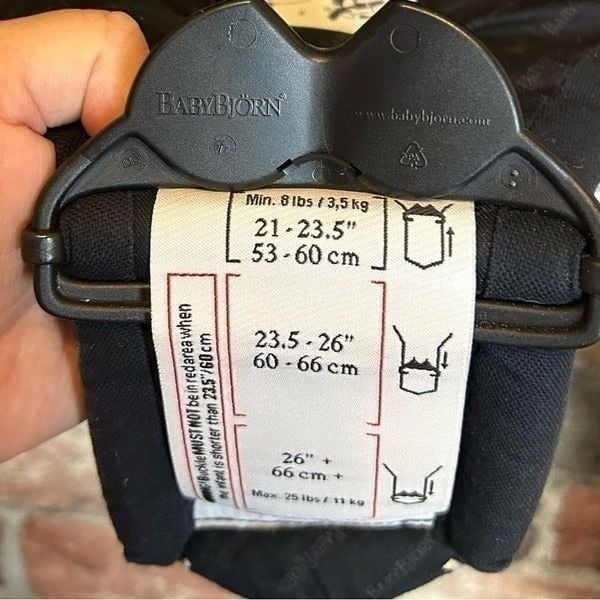 BABYBJÖRN®
www.babybjorn.com
Min. 8 lbs / 3,5 kg
21 - 23.5"
53 - 60 cm
Buckle MUST NOT be in red area when
infant is shorter than 23.5"/60 cm
23.5 - 26"
60 - 66 cm
26" +
66 cm +
Max. 25 lbs / 11 kg